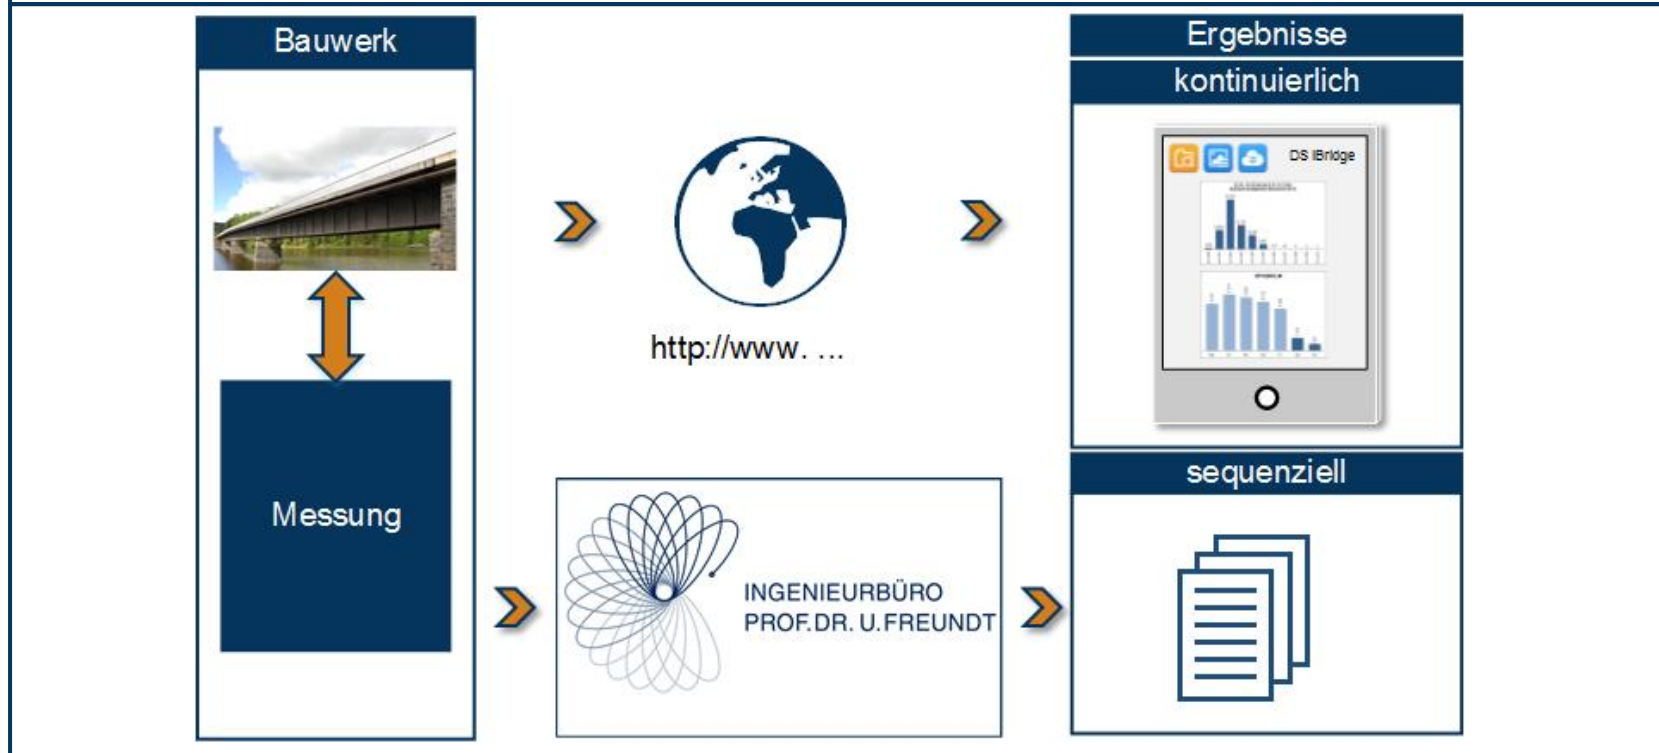 Bauwerk
Messung
http://www. ...
INGENIEURBÜRO
PROF.DR. U.FREUNDT
Ergebnisse
kontinuierlich
DS iBridge
sequenziell